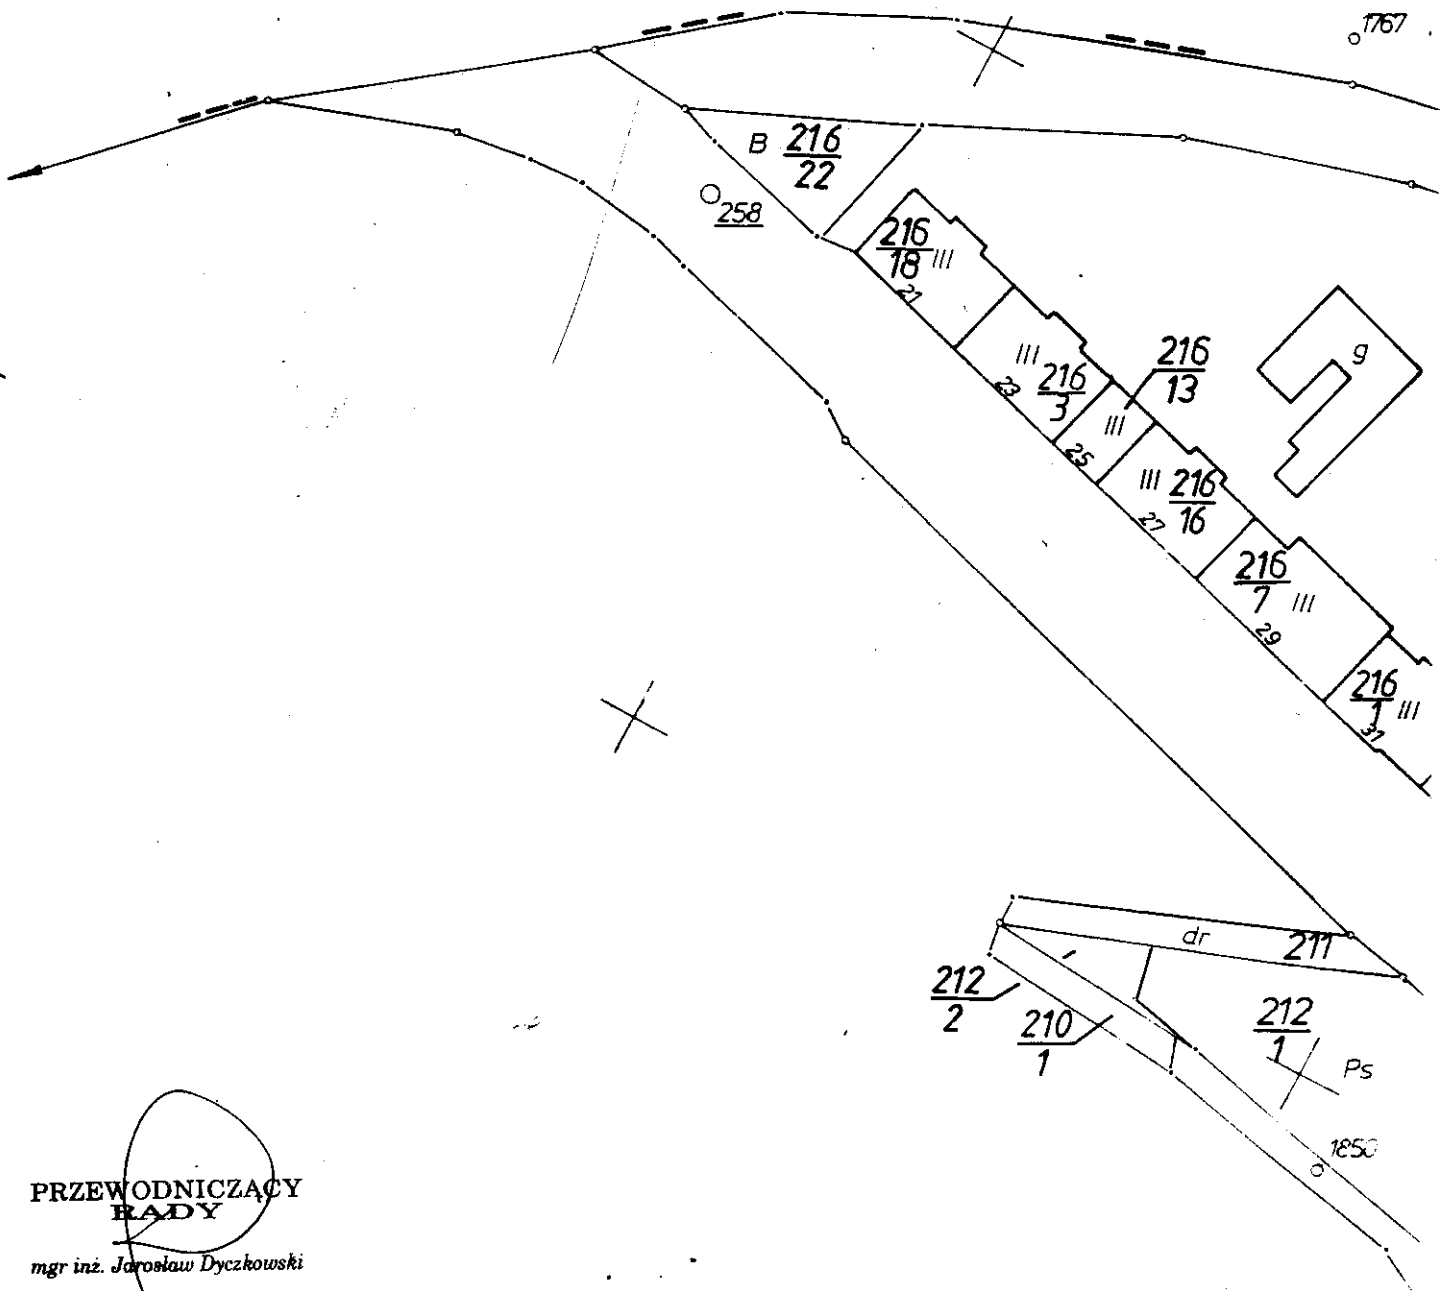 1767
B 216/22
258
216/18 III
21
III 216/3
23
216/13
III
25
III 216/16
27
216/7 III
29
216/1 III
31
g
dr 211
212/2
210/1
212/1
Ps
1850
PRZEWODNICZĄCY
RADY
mgr inż. Jarosław Dyczkowski